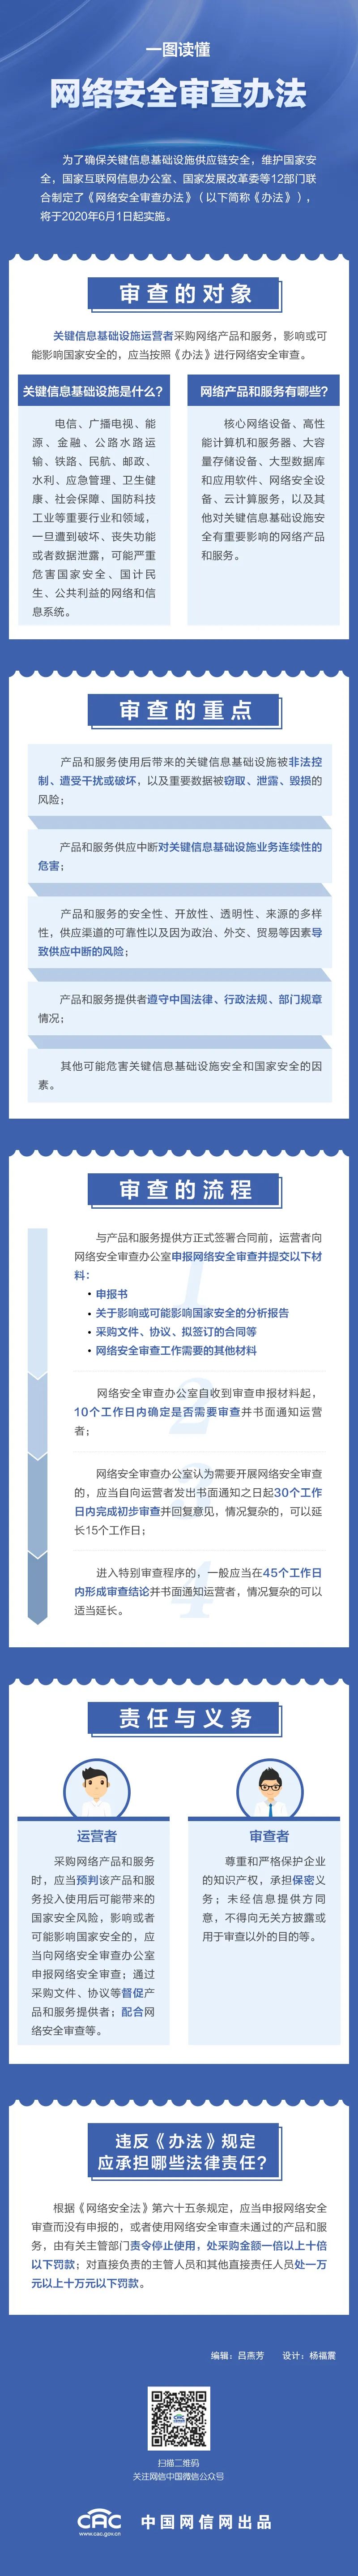 一图读懂
网络安全审查办法
为了确保关键信息基础设施供应链安全，维护国家安
全，国家互联网信息办公室、国家发展改革委等12部门联
合制定了《网络安全审查办法》（以下简称《办法》），
将于2020年6月1日起实施。
审查的对象
关键信息基础设施运营者采购网络产品和服务，影响或可
能影响国家安全的，应当按照《办法》进行网络安全审查。
关键信息基础设施是什么？
电信、广播电视、能
源、金融、公路水路运
输、铁路、民航、邮政、
水利、应急管理、卫生健
康、社会保障、国防科技
工业等重要行业和领域，
一旦遭到破坏、丧失功能
或者数据泄露，可能严重
危害国家安全、国计民
生、公共利益的网络和信
息系统。
网络产品和服务有哪些？
核心网络设备、高性
能计算机和服务器、大容
量存储设备、大型数据库
和应用软件、网络安全设
备、云计算服务，以及其
他对关键信息基础设施安
全有重要影响的网络产品
和服务。
审查的重点
产品和服务使用后带来的关键信息基础设施被非法控
制、遭受干扰或破坏，以及重要数据被窃取、泄露、毁损的
风险；
产品和服务供应中断对关键信息基础设施业务连续性的
危害；
产品和服务的安全性、开放性、透明性、来源的多样
性，供应渠道的可靠性以及因为政治、外交、贸易等因素导
致供应中断的风险；
产品和服务提供者遵守中国法律、行政法规、部门规章
情况；
其他可能危害关键信息基础设施安全和国家安全的因
素。
审查的流程
1
与产品和服务提供方正式签署合同前，运营者向
网络安全审查办公室申报网络安全审查并提交以下材
料：
• 申报书
• 关于影响或可能影响国家安全的分析报告
• 采购文件、协议、拟签订的合同等
• 网络安全审查工作需要的其他材料
2
网络安全审查办公室自收到审查申报材料起，
10个工作日内确定是否需要审查并书面通知运营
者；
3
网络安全审查办公室认为需要开展网络安全审查
的，应当自向运营者发出书面通知之日起30个工作
日内完成初步审查并回复意见，情况复杂的，可以延
长15个工作日；
4
进入特别审查程序的，一般应当在45个工作日
内形成审查结论并书面通知运营者，情况复杂的可以
适当延长。
责任与义务
运营者
采购网络产品和服务
时，应当预判该产品和服
务投入使用后可能带来的
国家安全风险，影响或者
可能影响国家安全的，应
当向网络安全审查办公室
申报网络安全审查；通过
采购文件、协议等督促产
品和服务提供者；配合网
络安全审查等。
审查者
尊重和严格保护企业
的知识产权，承担保密义
务；未经信息提供方同
意，不得向无关方披露或
用于审查以外的目的等。
违反《办法》规定
应承担哪些法律责任？
根据《网络安全法》第六十五条规定，应当申报网络安全
审查而没有申报的，或者使用网络安全审查未通过的产品和服
务，由有关主管部门责令停止使用，处采购金额一倍以上十倍
以下罚款；对直接负责的主管人员和其他直接责任人员处一万
元以上十万元以下罚款。
编辑：吕燕芳 设计：杨福震
扫描二维码
关注网信中国微信公众号
CAC
www.cac.gov.cn
中国网信网出品